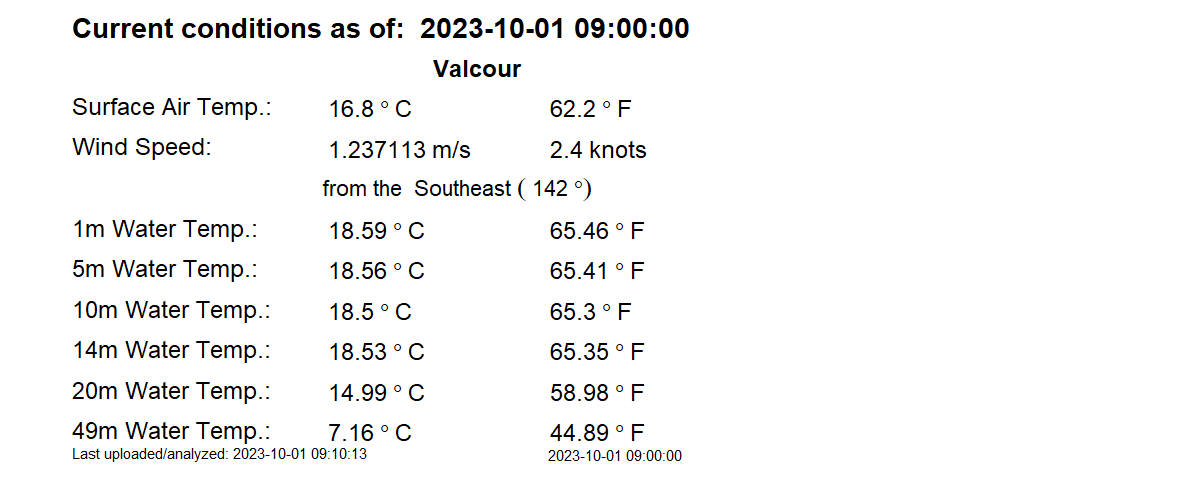 Current conditions as of: 2023-10-01 09:00:00
Valcour
Surface Air Temp.: 16.8 ° C 62.2 ° F
Wind Speed: 1.237113 m/s 2.4 knots
from the Southeast ( 142 °)
1m Water Temp.: 18.59 ° C 65.46 ° F
5m Water Temp.: 18.56 ° C 65.41 ° F
10m Water Temp.: 18.5 ° C 65.3 ° F
14m Water Temp.: 18.53 ° C 65.35 ° F
20m Water Temp.: 14.99 ° C 58.98 ° F
49m Water Temp.: 7.16 ° C 44.89 ° F
Last uploaded/analyzed: 2023-10-01 09:10:13 2023-10-01 09:00:00